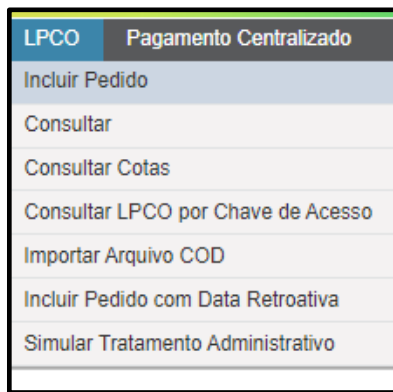 LPCO Pagamento Centralizado
Incluir Pedido
Consultar
Consultar Cotas
Consultar LPCO por Chave de Acesso
Importar Arquivo COD
Incluir Pedido com Data Retroativa
Simular Tratamento Administrativo